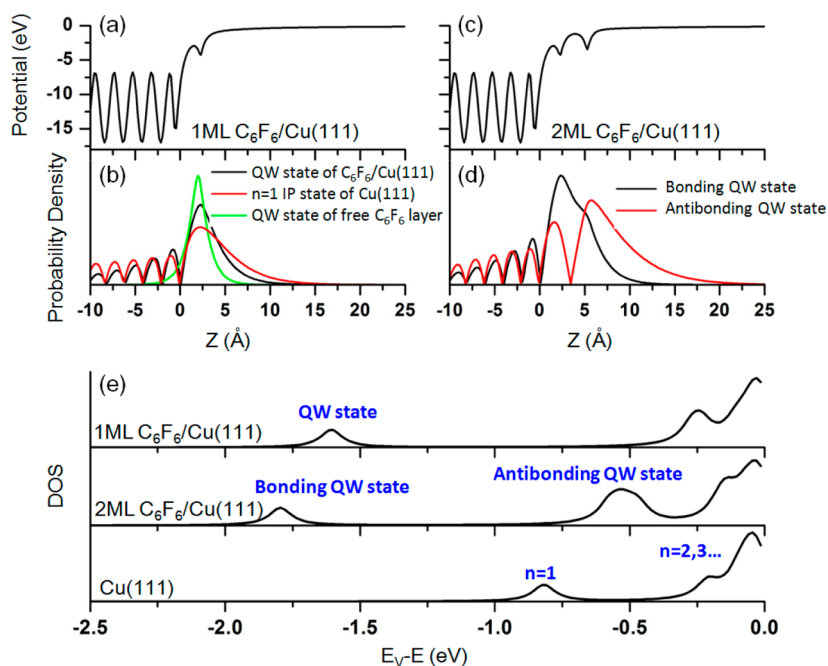 (a)
(c)
Potential (eV)
0
-5
-10
-15
1ML C₆F₆/Cu(111)
2ML C₆F₆/Cu(111)
(b)
(d)
Probability Density
QW state of C₆F₆/Cu(111)
n=1 IP state of Cu(111)
QW state of free C₆F₆ layer
Bonding QW state
Antibonding QW state
-10 -5 0 5 10 15 20 25
-10 -5 0 5 10 15 20 25
Z (Å)
Z (Å)
(e)
DOS
QW state
1ML C₆F₆/Cu(111)
Bonding QW state
Antibonding QW state
2ML C₆F₆/Cu(111)
n=1
n=2,3...
Cu(111)
-2.5 -2.0 -1.5 -1.0 -0.5 0.0
E_V-E (eV)